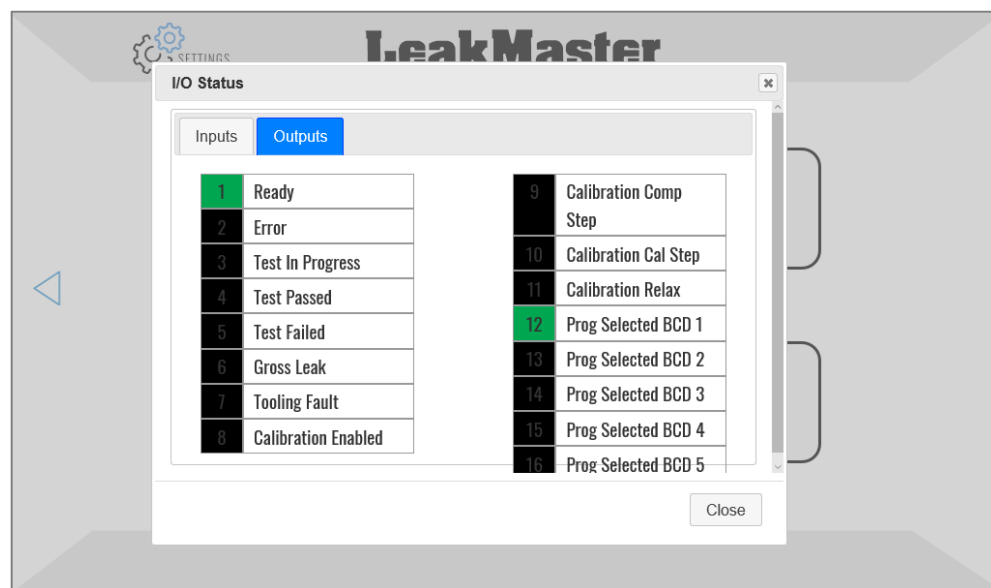 SETTINGS
LeakMaster
I/O Status
Inputs
Outputs
1 Ready
2 Error
3 Test In Progress
4 Test Passed
5 Test Failed
6 Gross Leak
7 Tooling Fault
8 Calibration Enabled
9 Calibration Comp
Step
10 Calibration Cal Step
11 Calibration Relax
12 Prog Selected BCD 1
13 Prog Selected BCD 2
14 Prog Selected BCD 3
15 Prog Selected BCD 4
16 Prog Selected BCD 5
Close